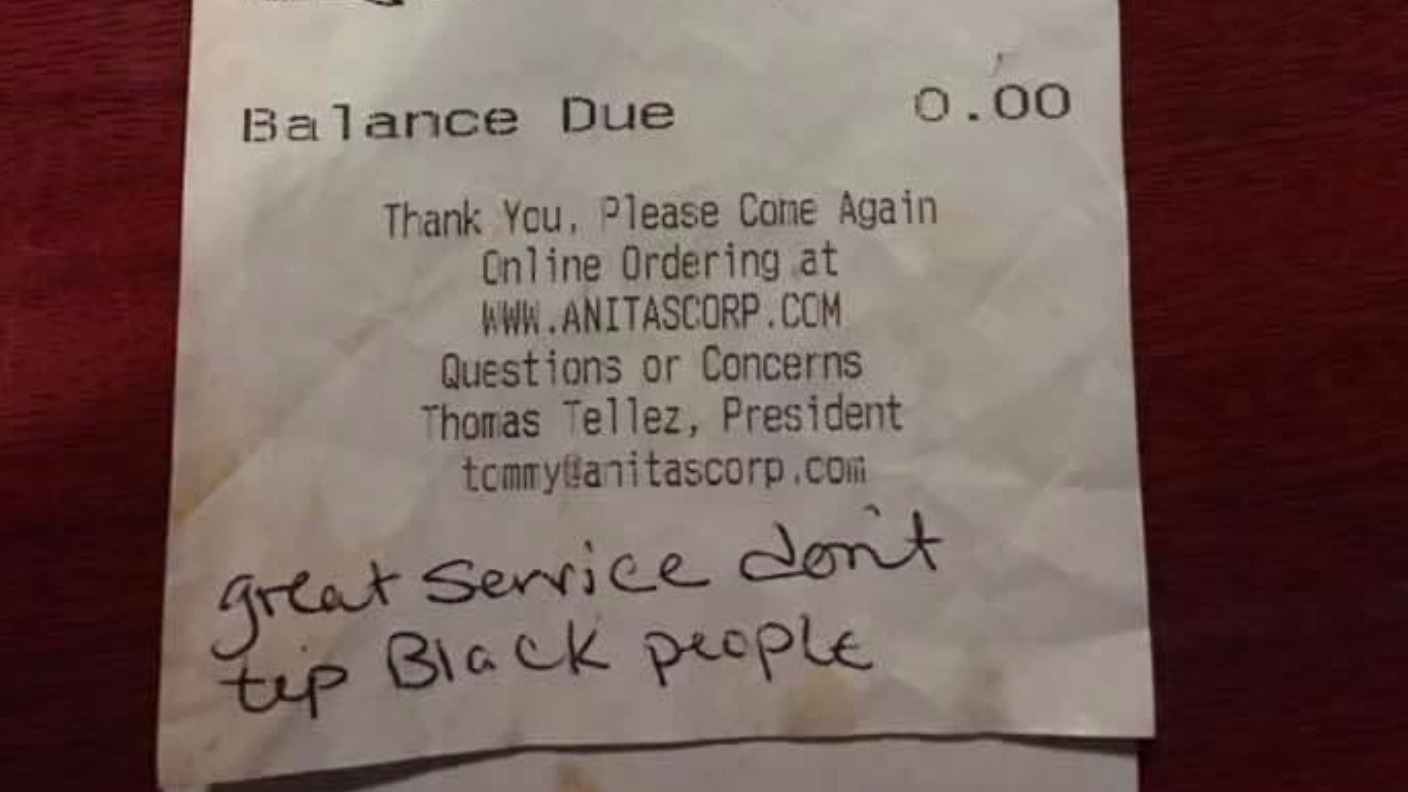 Balance Due 0.00
Thank You, Please Come Again
Online Ordering at
WWW.ANITASCORP.COM
Questions or Concerns
Thomas Tellez, President
tommy@anitascorp.com
great service don't
tip Black people